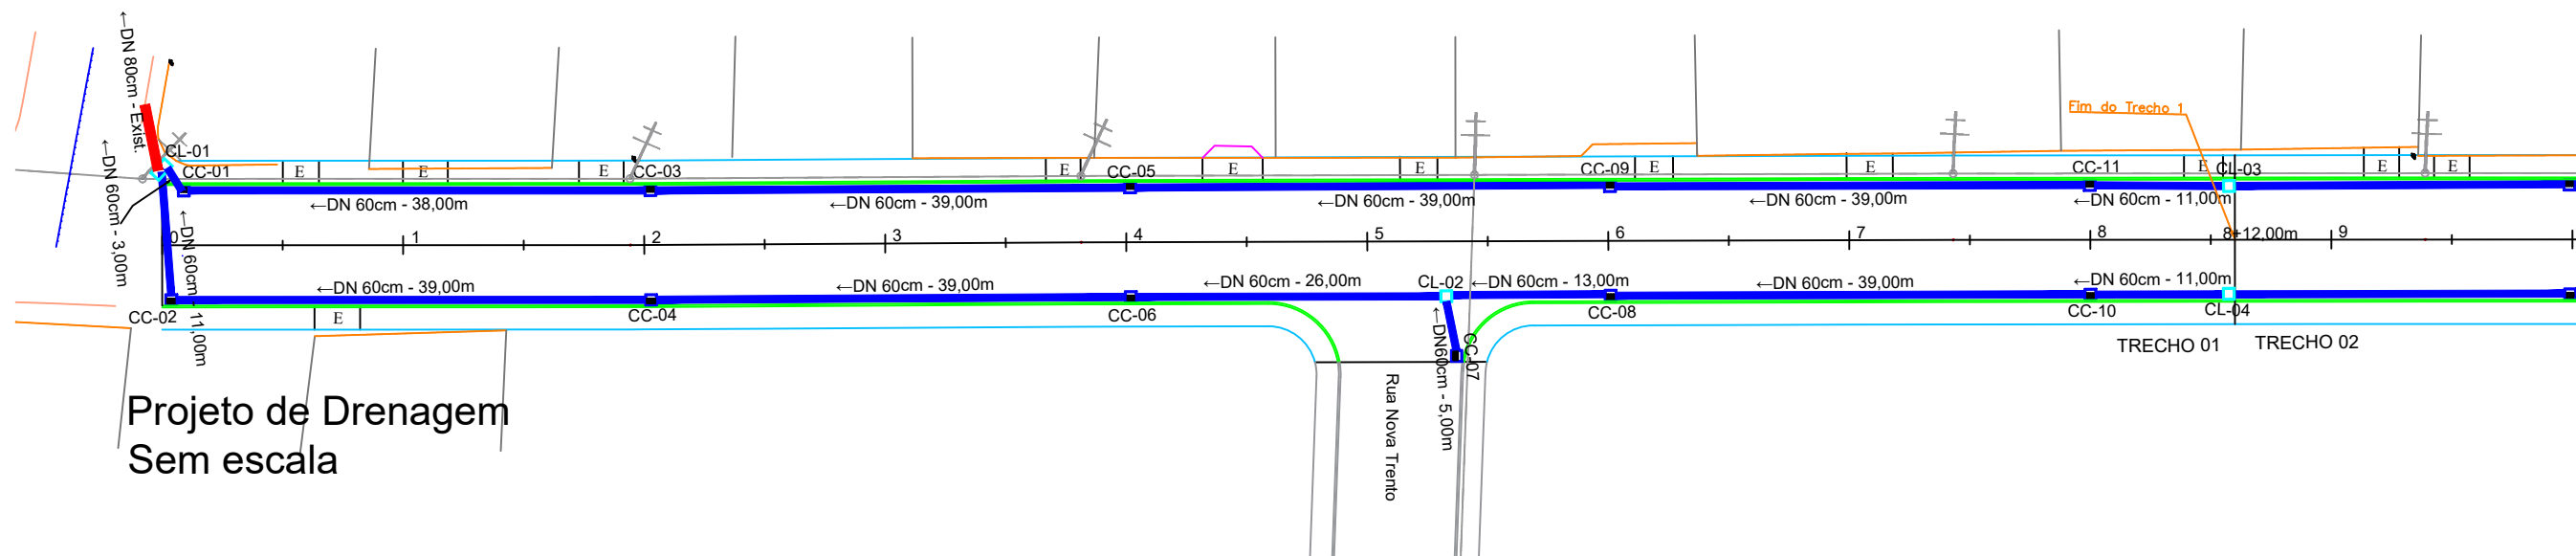 ←DN 80cm - Exist.
Fim do Trecho 1
CL-01
←DN 60cm - 3,00m
CC-01
E
E
E
CC-03
E
CC-05
E
E
CC-09
E
E
CC-11
E
CL-03
E
E
←DN 60cm - 38,00m
←DN 60cm - 39,00m
←DN 60cm - 39,00m
←DN 60cm - 39,00m
←DN 60cm - 11,00m
←DN 60cm - 11,00m
0
1
2
3
4
5
6
7
8
8+12,00m
9
←DN 60cm - 39,00m
←DN 60cm - 39,00m
←DN 60cm - 26,00m
CL-02
←DN 60cm - 13,00m
←DN 60cm - 39,00m
←DN 60cm - 11,00m
CC-02
E
CC-04
CC-06
CC-08
CC-10
CL-04
←DN60cm - 5,00m
CC-07
TRECHO 01
TRECHO 02
Rua Nova Trento
Projeto de Drenagem
Sem escala